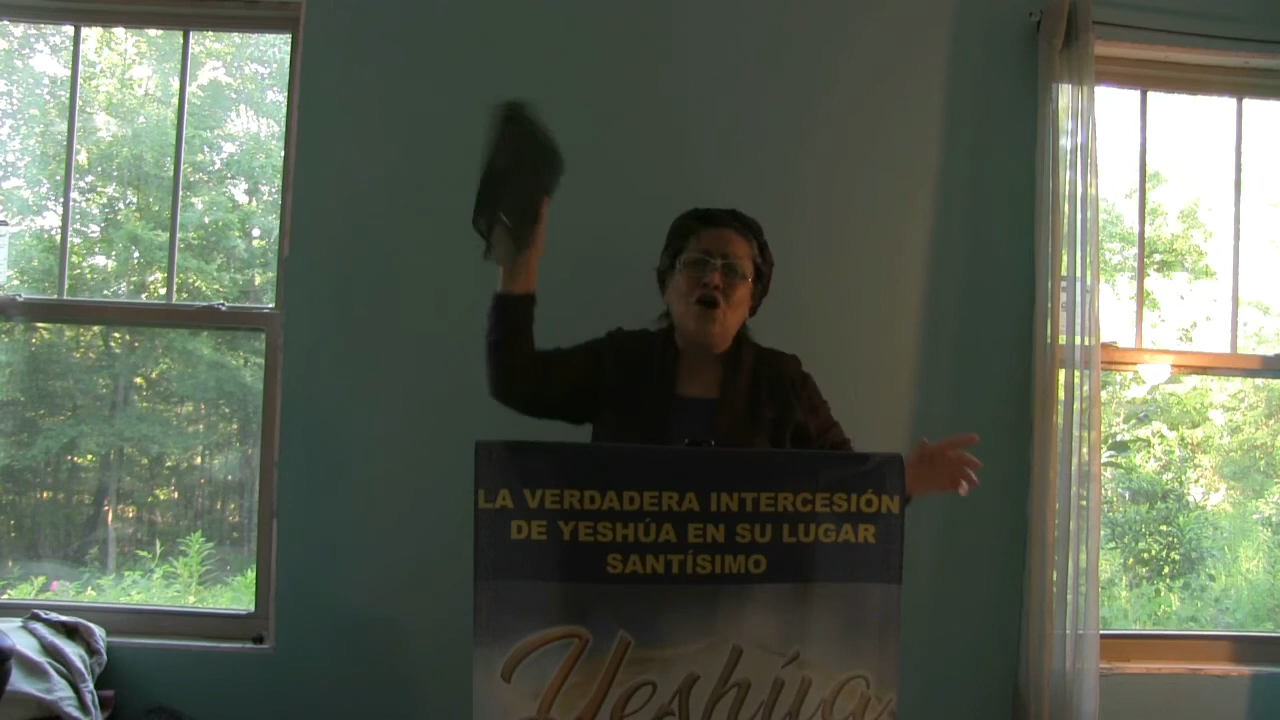 LA VERDADERA INTERCESIÓN
DE YESHÚA EN SU LUGAR
SANTÍSIMO
Yeshúa